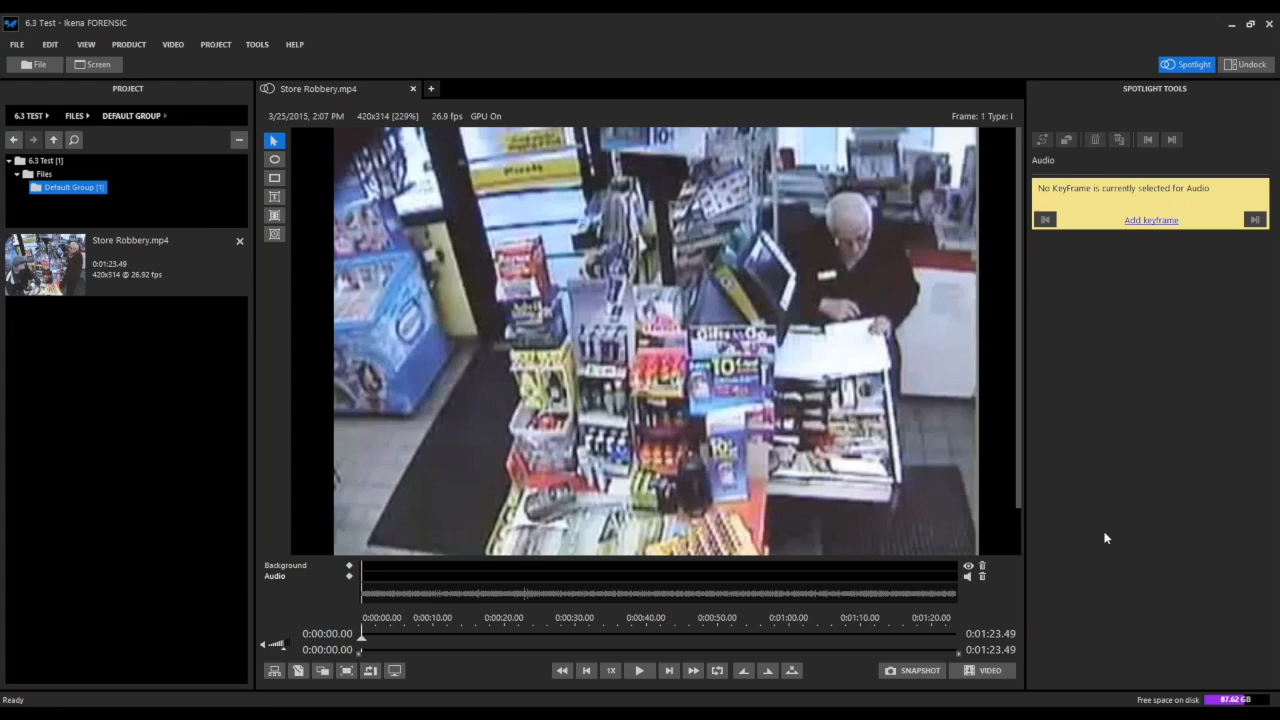 6.3 Test - Ikena FORENSIC
FILE EDIT VIEW PRODUCT VIDEO PROJECT TOOLS HELP
File Screen Spotlight Undock
PROJECT
Store Robbery.mp4
SPOTLIGHT TOOLS
6.3 TEST FILES DEFAULT GROUP
3/25/2015, 2:07 PM 420x314 [229%] 26.9 fps GPU On Frame: 1 Type: I
6.3 Test [1]
Files
Default Group [1]
Store Robbery.mp4
0:01:23.49
420x314 @ 26.92 fps
Gifts to Go
10
Audio
No KeyFrame is currently selected for Audio
Add keyframe
Background
Audio
0:00:00.00 0:00:10.00 0:00:20.00 0:00:30.00 0:00:40.00 0:00:50.00 0:01:00.00 0:01:10.00 0:01:20.00
0:00:00.00 0:01:23.49
0:00:00.00 0:01:23.49
1X SNAPSHOT VIDEO
Ready Free space on disk 87.62 GB